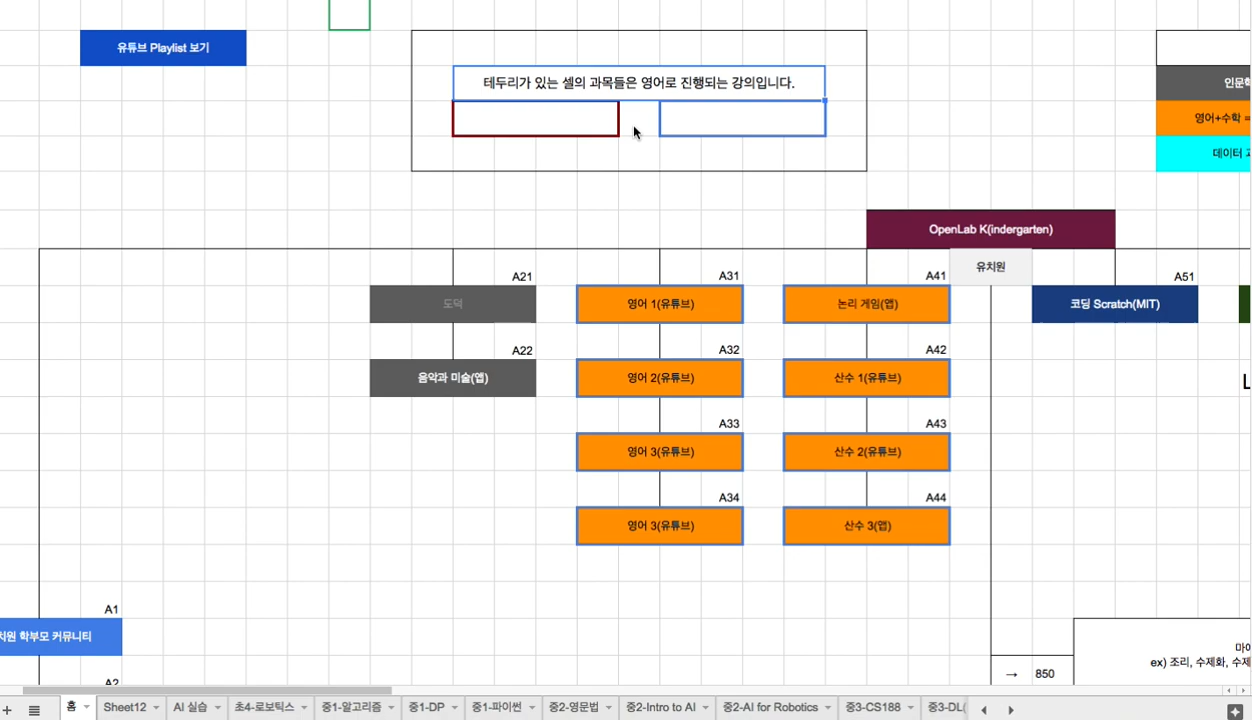 유튜브 Playlist 보기
테두리가 있는 셀의 과목들은 영어로 진행되는 강의입니다.
인문학
영어+수학 =
데이터 
OpenLab K(indergarten)
유치원
A21
A31
A41
A51
도덕
영어 1(유튜브)
논리 게임(앱)
코딩 Scratch(MIT)
A22
A32
A42
음악과 미술(앱)
영어 2(유튜브)
산수 1(유튜브)
L
A33
A43
영어 3(유튜브)
산수 2(유튜브)
A34
A44
영어 3(유튜브)
산수 3(앱)
A1
치원 학부모 커뮤니티
A2
마이
ex) 조리, 수제화, 수제
→ 850
홈 Sheet12 AI 실습 초4-로보틱스 중1-알고리즘 중1-DP 중1-파이썬 중2-영문법 중2-Intro to AI 중2-AI for Robotics 중3-CS188 중3-DL(